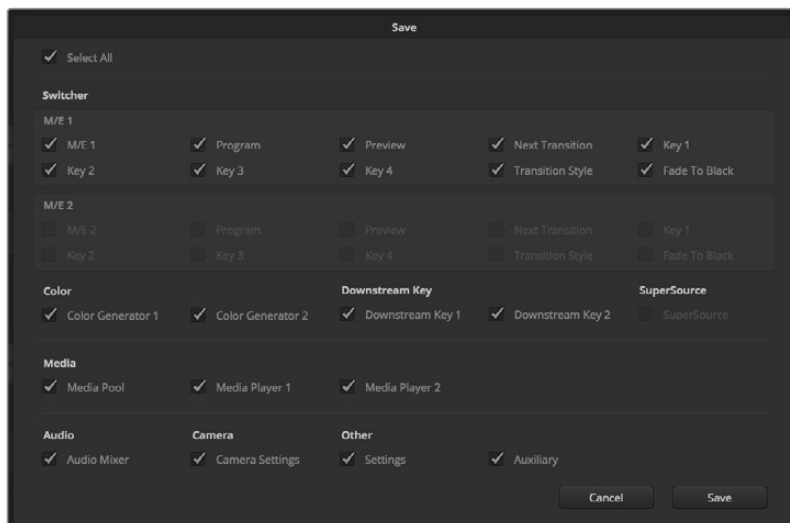 Save
Select All
Switcher
M/E 1
M/E 1 Program Preview Next Transition Key 1
Key 2 Key 3 Key 4 Transition Style Fade To Black
M/E 2
M/E 2 Program Preview Next Transition Key 1
Key 2 Key 3 Key 4 Transition Style Fade To Black
Color Downstream Key SuperSource
Color Generator 1 Color Generator 2 Downstream Key 1 Downstream Key 2 SuperSource
Media
Media Pool Media Player 1 Media Player 2
Audio Camera Other
Audio Mixer Camera Settings Settings Auxiliary
Cancel Save